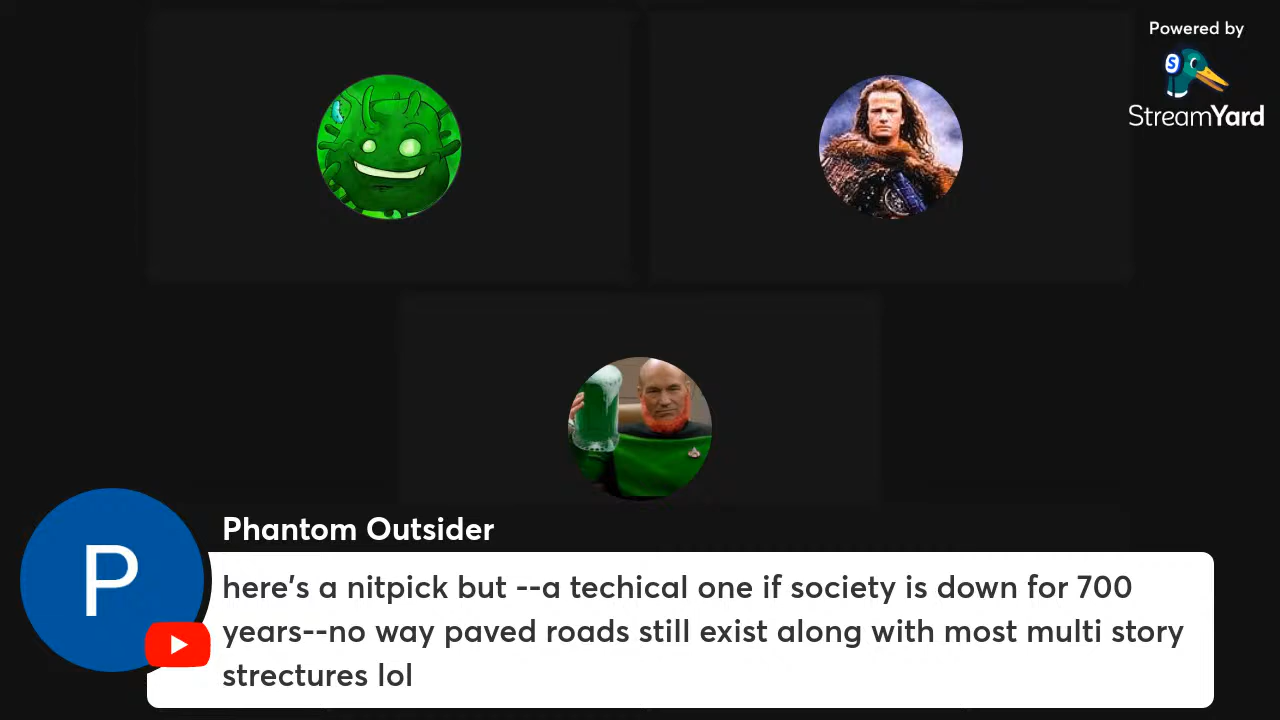 Powered by
S
StreamYard
Phantom Outsider
P
here's a nitpick but --a techical one if society is down for 700
years--no way paved roads still exist along with most multi story
strectures lol